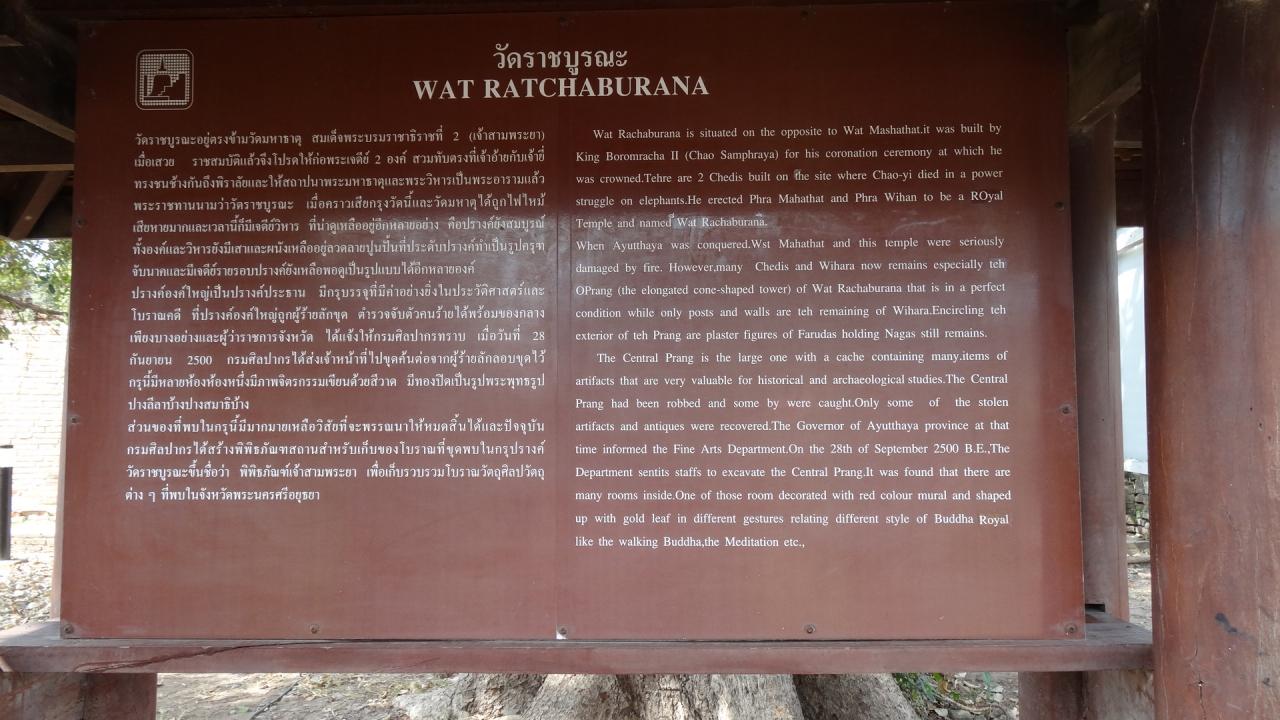 วัดราชบูรณะ
WAT RATCHABURANA
วัดราชบูรณะอยู่ตรงข้ามวัดมหาธาตุ สมเด็จพระบรมราชาธิราชที่ 2 (เจ้าสามพระยา)
เมื่อเสวย ราชสมบัติแล้วจึงโปรดให้ก่อพระเจดีย์ 2 องค์ สวมทับตรงที่เจ้าอ้ายกับเจ้ายี่
ทรงชนช้างกันถึงพิราลัยและให้สถาปนาพระมหาธาตุและพระวิหารเป็นพระอารามแล้ว
พระราชทานนามว่าวัดราชบูรณะ เมื่อคราวเสียกรุงวัดนี้และวัดมหาตุได้ถูกไฟไหม้
เสียหายมากและเวลานี้ก็มีเจดีย์วิหาร ที่น่าดูเหลืออยู่อีกหลายอย่าง คือปรางค์ยังสมบูรณ์
ทั้งองค์และวิหารยังมีเสาและผนังเหลืออยู่ลวดลายปูนปั้นที่ประดับปรางค์ทำเป็นรูปครุฑ
จับนาคและมีเจดีย์รายรอบปรางค์ยังเหลือพอดูเป็นรูปแบบได้อีกหลายองค์
ปรางค์องค์ใหญ่เป็นปรางค์ประธาน มีกรุบรรจุที่มีค่าอย่างยิ่งในประวัติศาสตร์และ
โบราณคดี ที่ปรางค์องค์ใหญ่ถูกผู้ร้ายลักขุด ตำรวจจับตัวคนร้ายได้พร้อมของกลาง
เพียงบางอย่างและผู้ว่าราชการจังหวัด ได้แจ้งให้กรมศิลปากรทราบ เมื่อวันที่ 28
กันยายน 2500 กรมศิลปากรได้ส่งเจ้าหน้าที่ไปขุดค้นต่อจากผู้ร้ายลักลอบขุดไว้
กรุนี้มีหลายห้องห้องหนึ่งมีภาพจิตรกรรมเขียนด้วยสีวาด มีทองปิดเป็นรูปพระพุทธรูป
ปางลีลาบ้างปางสมาธิบ้าง
ส่วนของที่พบในกรุนี้มีมากมายเหลือวิสัยที่จะพรรณนาให้หมดสิ้นได้และปัจจุบัน
กรมศิลปากรได้สร้างพิพิธภัณฑสถานสำหรับเก็บของโบราณที่ขุดพบในกรุปรางค์
วัดราชบูรณะขึ้นชื่อว่า พิพิธภัณฑ์เจ้าสามพระยา เพื่อเก็บรวบรวมโบราณวัตถุศิลปวัตถุ
ต่าง ๆ ที่พบในจังหวัดพระนครศรีอยุธยา
Wat Rachaburana is situated on the opposite to Wat Mashathat.it was built by
King Boromracha II (Chao Samphraya) for his coronation ceremony at which he
was crowned.Tehre are 2 Chedis built on the site where Chao-yi died in a power
struggle on elephants.He erected Phra Mahathat and Phra Wihan to be a ROyal
Temple and named Wat Rachaburana.
When Ayutthaya was conquered.Wst Mahathat and this temple were seriously
damaged by fire. However,many Chedis and Wihara now remains especially teh
OPrang (the elongated cone-shaped tower) of Wat Rachaburana that is in a perfect
condition while only posts and walls are teh remaining of Wihara.Encircling teh
exterior of teh Prang are plaster figures of Farudas holding Nagas still remains.
The Central Prang is the large one with a cache containing many.items of
artifacts that are very valuable for historical and archaeological studies.The Central
Prang had been robbed and some by were caught.Only some of the stolen
artifacts and antiques were recovered.The Governor of Ayutthaya province at that
time informed the Fine Arts Department.On the 28th of September 2500 B.E.,The
Department sentits staffs to excavate the Central Prang.It was found that there are
many rooms inside.One of those room decorated with red colour mural and shaped
up with gold leaf in different gestures relating different style of Buddha Royal
like the walking Buddha,the Meditation etc.,